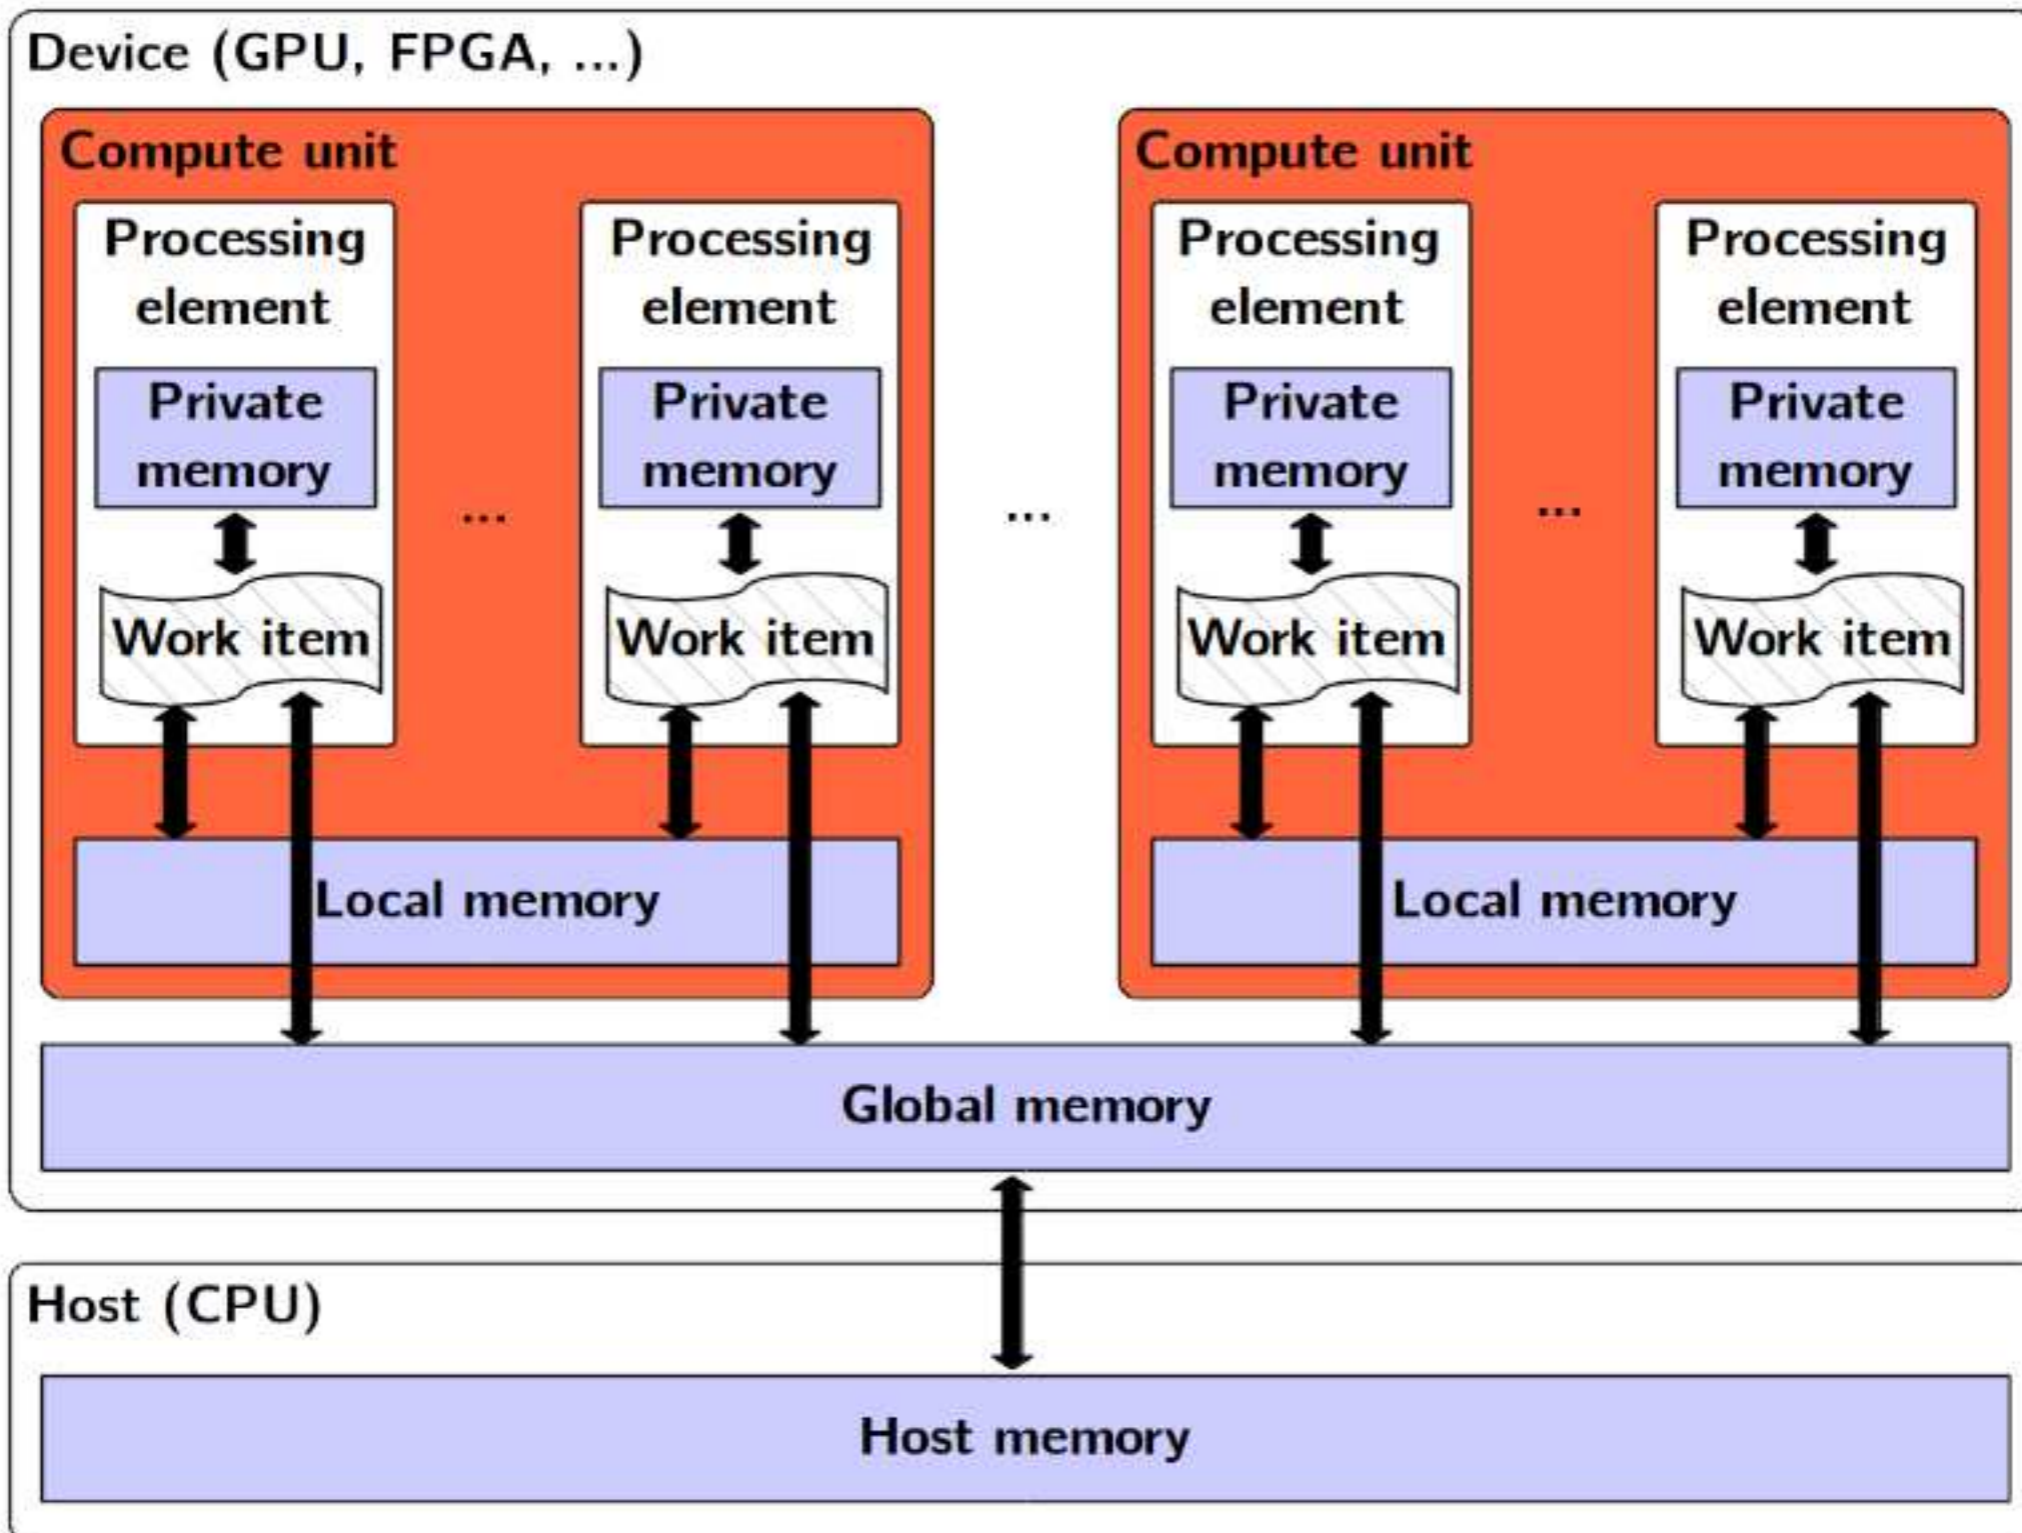 Device (GPU, FPGA, ...)
Compute unit
Processing
element
Private
memory
Work item
...
Processing
element
Private
memory
Work item
Local memory
...
Compute unit
Processing
element
Private
memory
Work item
...
Processing
element
Private
memory
Work item
Local memory
Global memory
Host (CPU)
Host memory